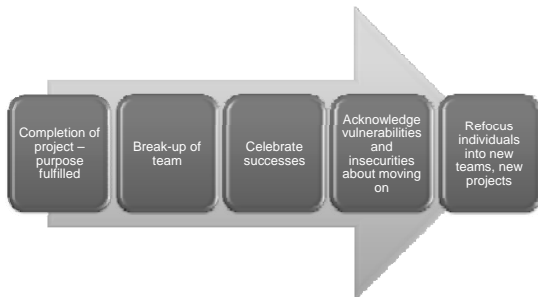 Completion of
project –
purpose
fulfilled
Break-up of
team
Celebrate
successes
Acknowledge
vulnerabilities
and
insecurities
about moving
on
Refocus
individuals
into new
teams, new
projects